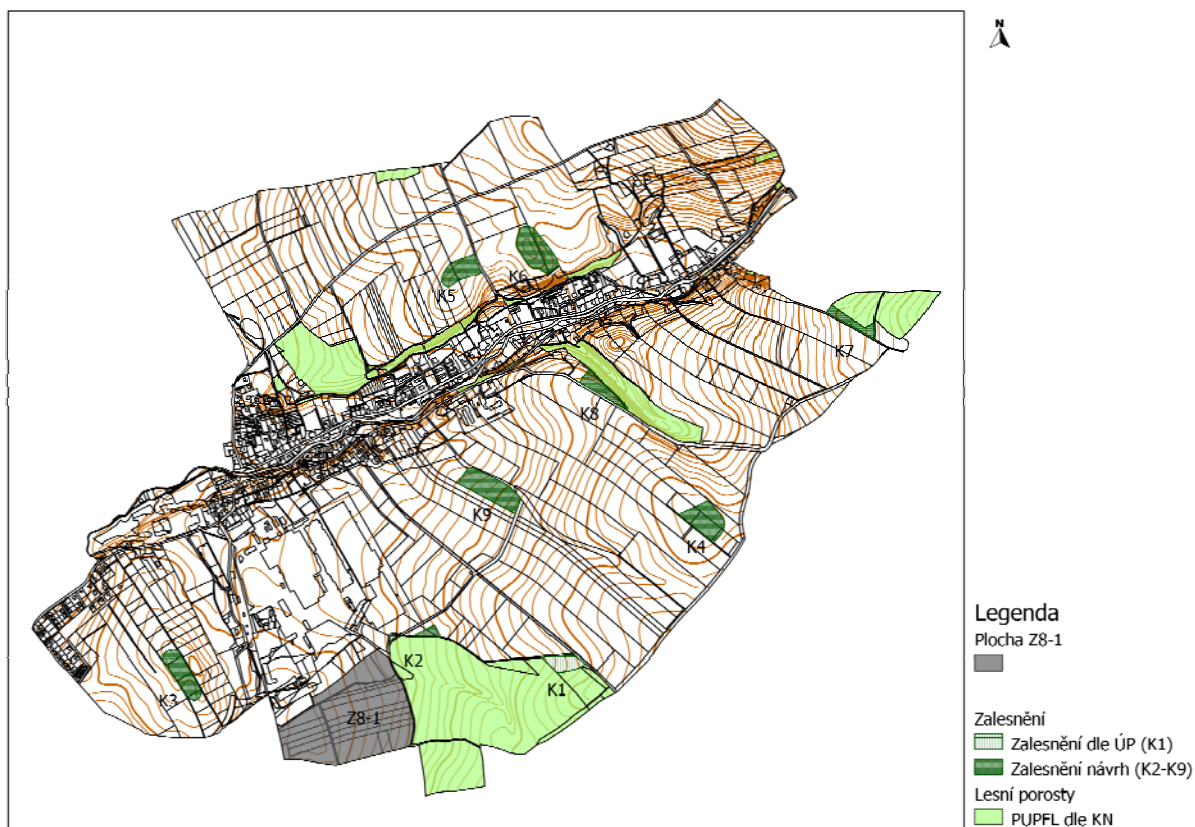 N
K6
K5
K7
K8
K9
K4
K2
K1
K3
Z8-1
Legenda
Plocha Z8-1
Zalesnění
Zalesnění dle ÚP (K1)
Zalesnění návrh (K2-K9)
Lesní porosty
PUPFL dle KN